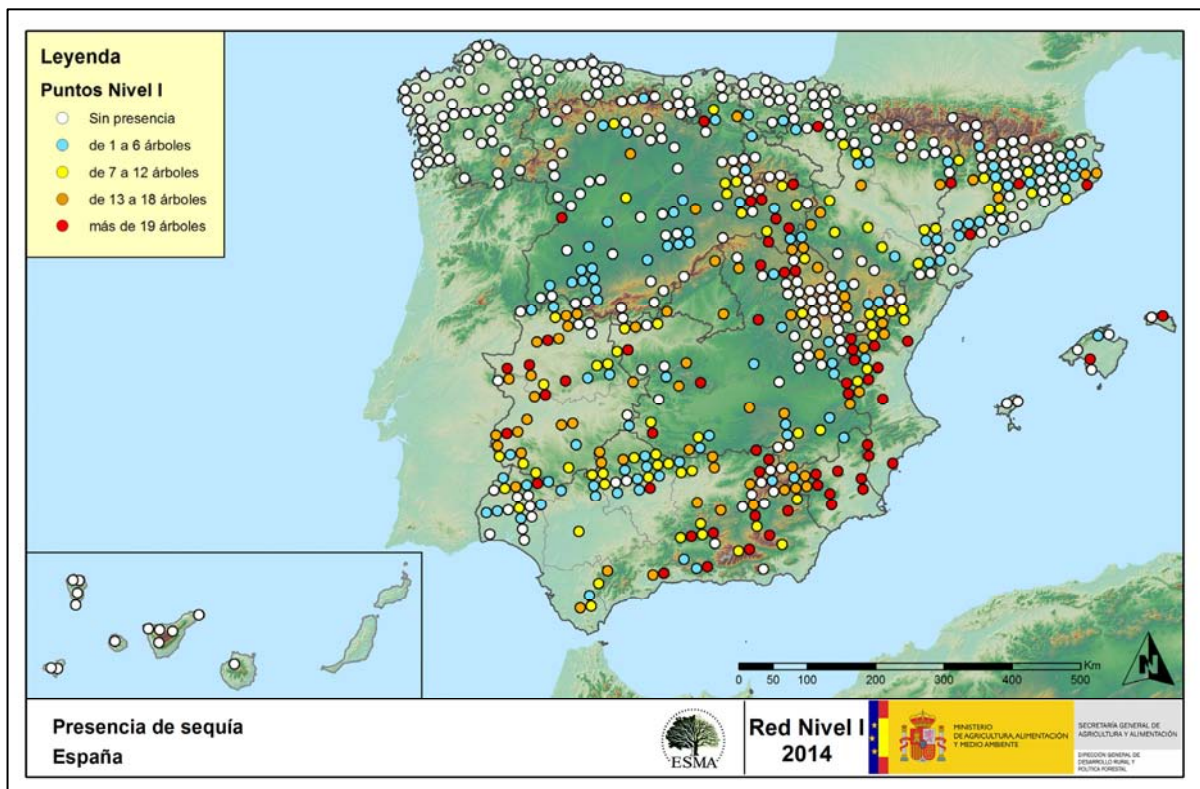 Leyenda
Puntos Nivel I
Sin presencia
de 1 a 6 árboles
de 7 a 12 árboles
de 13 a 18 árboles
más de 19 árboles
N
Km
0 50 100 200 300 400 500
Presencia de sequía
España
ESMA
Red Nivel I
2014
MINISTERIO
DE AGRICULTURA, ALIMENTACIÓN
Y MEDIO AMBIENTE
SECRETARÍA GENERAL DE
AGRICULTURA Y ALIMENTACIÓN
DIRECCIÓN GENERAL DE
DESARROLLO RURAL Y
POLÍTICA FORESTAL